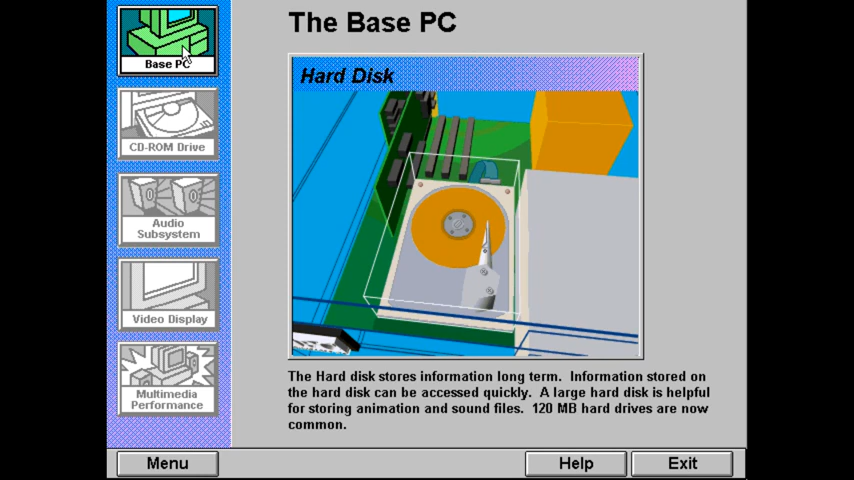 The Base PC
Base PC
Hard Disk
CD-ROM Drive
Audio
Subsystem
Video Display
Multimedia
Performance
The Hard disk stores information long term. Information stored on
the hard disk can be accessed quickly. A large hard disk is helpful
for storing animation and sound files. 120 MB hard drives are now
common.
Menu
Help
Exit